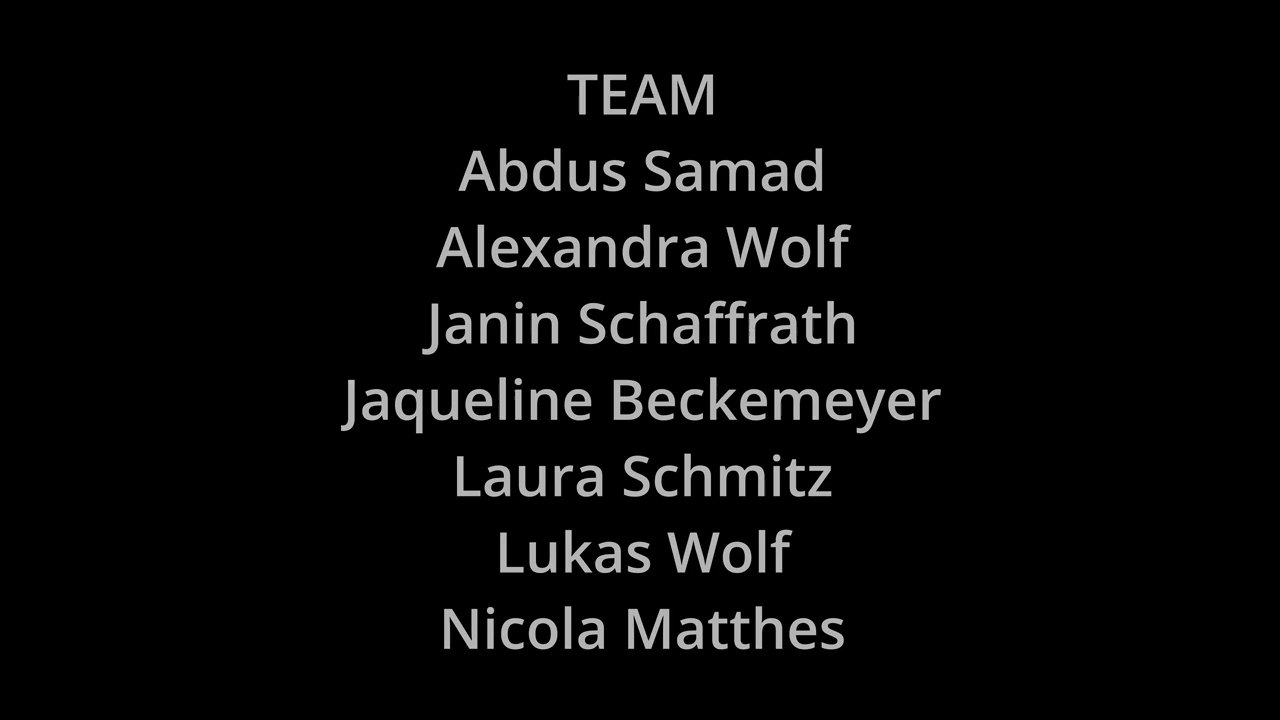 TEAM
Abdus Samad
Alexandra Wolf
Janin Schaffrath
Jaqueline Beckemeyer
Laura Schmitz
Lukas Wolf
Nicola Matthes